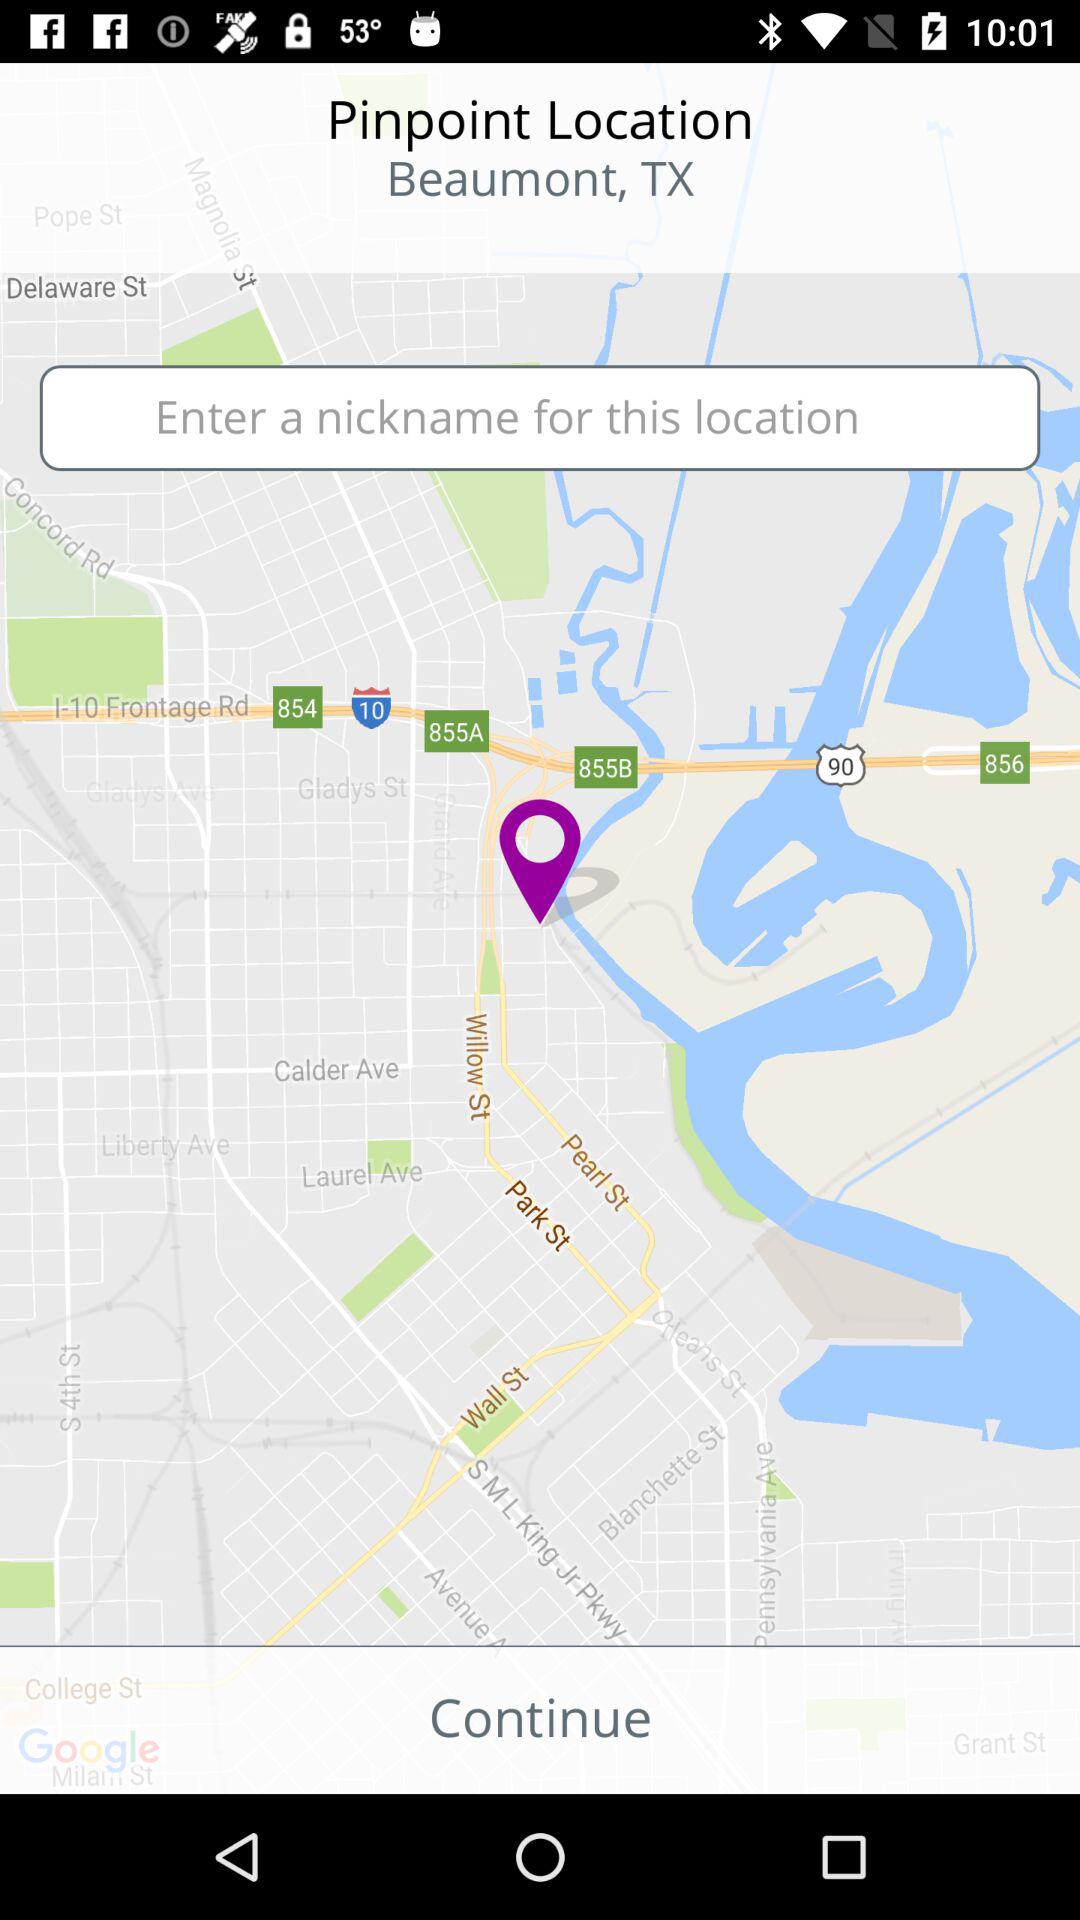 FAKE
53°
10:01
Pinpoint Location
Beaumont, TX
Magnolia St
Pope St
Delaware St
Enter a nickname for this location
Concord Rd
I-10 Frontage Rd
854
10
855A
855B
90
856
Gladys Ave
Gladys St
Grand Ave
Willow St
Calder Ave
Liberty Ave
Laurel Ave
Pearl St
Park St
Orleans St
S 4th St
Wall St
Blanchette St
Pennsylvania Ave
S M L King Jr Pkwy
Avenue A
College St
Continue
Google
Milam St
Grant St